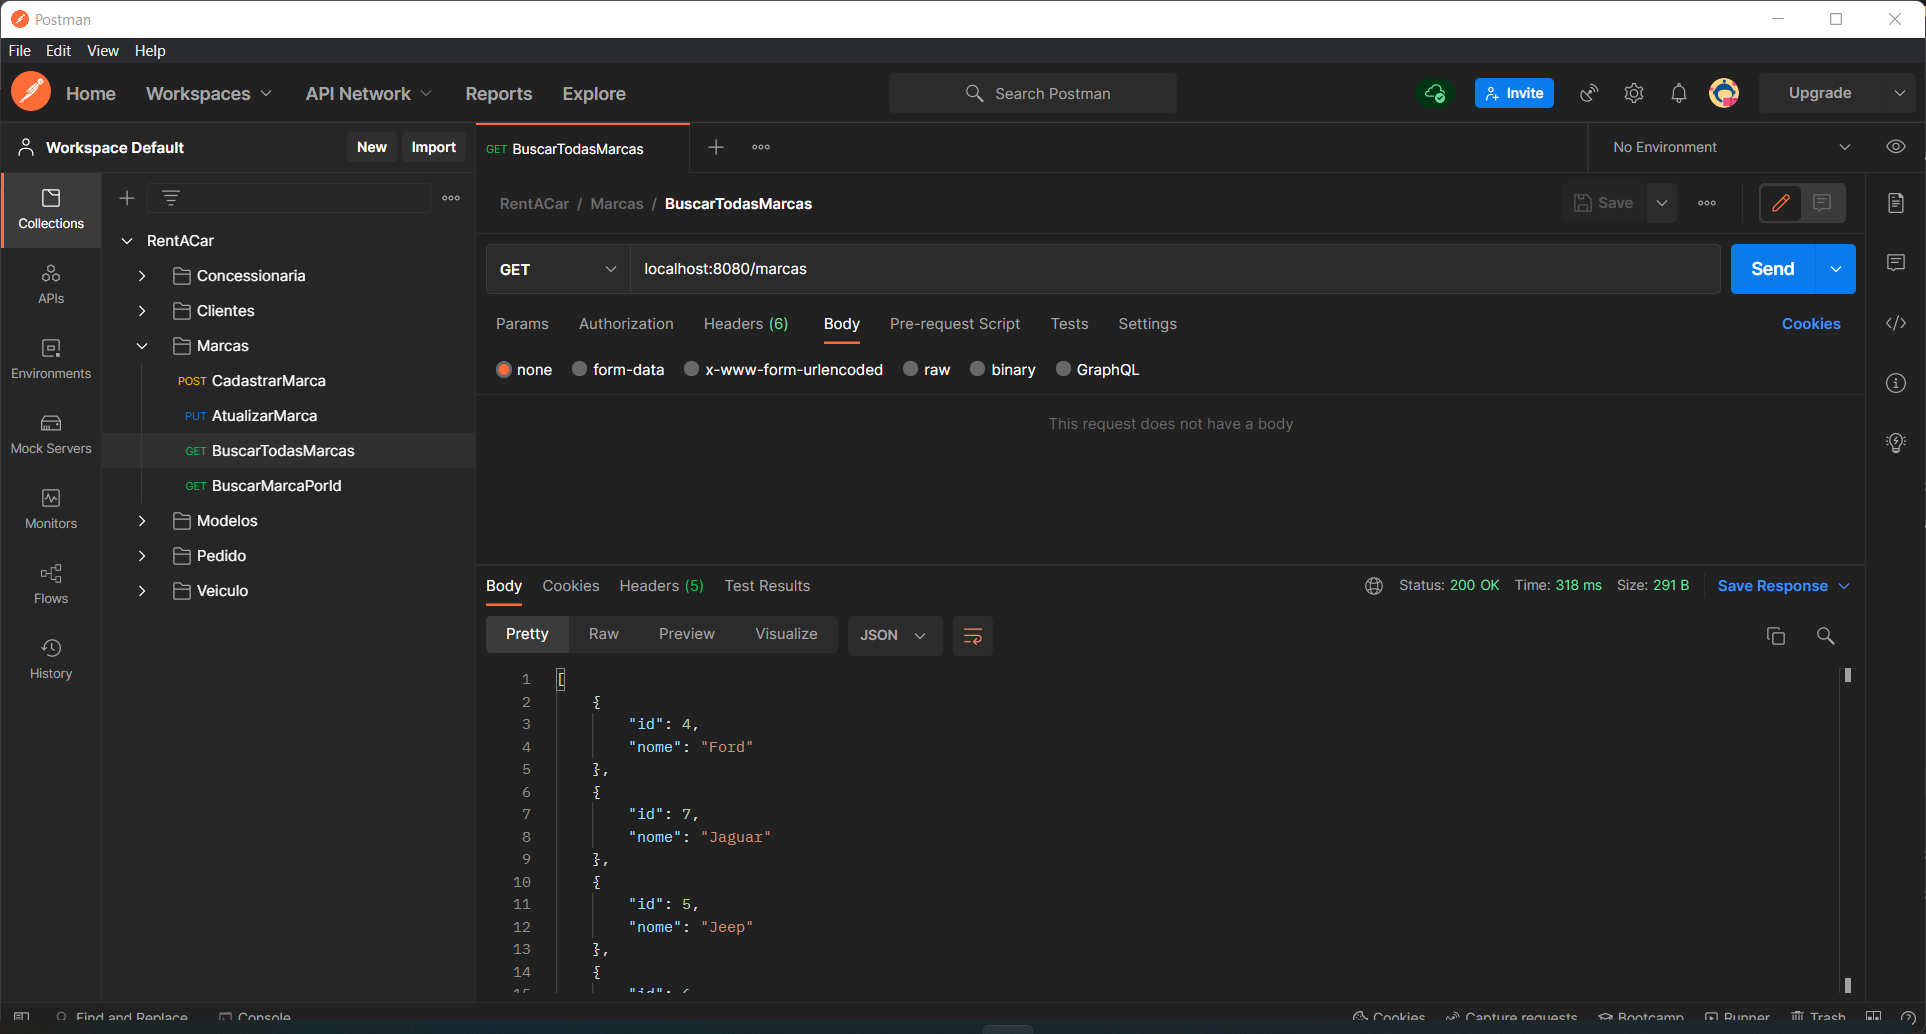 Postman
File Edit View Help
Home Workspaces API Network Reports Explore Search Postman Invite Upgrade
Workspace Default New Import
GET BuscarTodasMarcas
No Environment
Collections
APIs
Environments
Mock Servers
Monitors
Flows
History
RentACar
Concessionaria
Clientes
Marcas
POST CadastrarMarca
PUT AtualizarMarca
GET BuscarTodasMarcas
GET BuscarMarcaPorId
Modelos
Pedido
Veiculo
RentACar / Marcas / BuscarTodasMarcas
Save
GET localhost:8080/marcas Send
Params Authorization Headers (6) Body Pre-request Script Tests Settings Cookies
none form-data x-www-form-urlencoded raw binary GraphQL
This request does not have a body
Body Cookies Headers (5) Test Results Status: 200 OK Time: 318 ms Size: 291 B Save Response
Pretty Raw Preview Visualize JSON
1 [
2 {
3 "id": 4,
4 "nome": "Ford"
5 },
6 {
7 "id": 7,
8 "nome": "Jaguar"
9 },
10 {
11 "id": 5,
12 "nome": "Jeep"
13 },
14 {
15 "id":
Find and Replace Console Cookies Capture requests Bootcamp Runner Trash